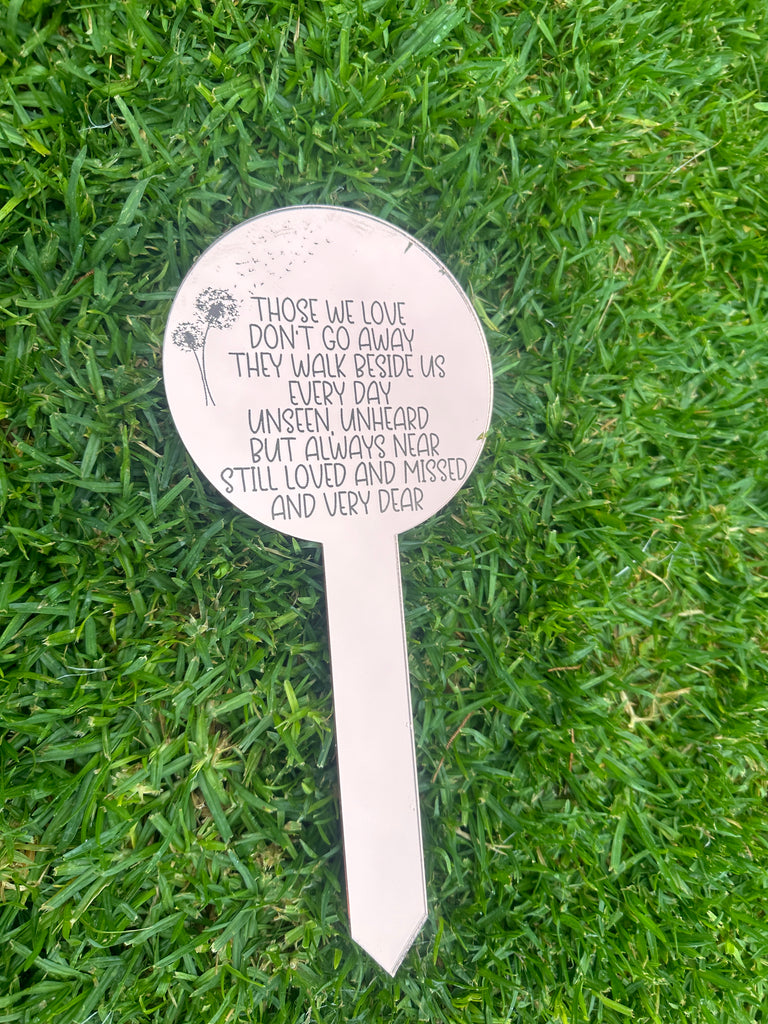 THOSE WE LOVE
DON'T GO AWAY
THEY WALK BESIDE US
EVERY DAY
UNSEEN, UNHEARD
BUT ALWAYS NEAR
STILL LOVED AND MISSED
AND VERY DEAR